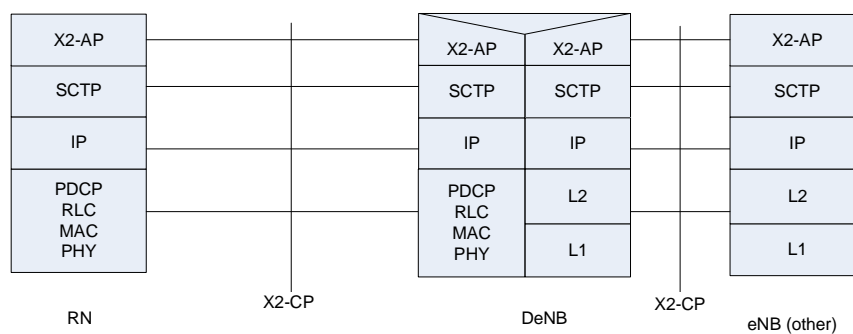 X2-AP
SCTP
IP
PDCP
RLC
MAC
PHY
RN
X2-CP
X2-AP X2-AP
SCTP SCTP
IP IP
PDCP
RLC
MAC
PHY
L2
L1
DeNB
X2-CP
X2-AP
SCTP
IP
L2
L1
eNB (other)